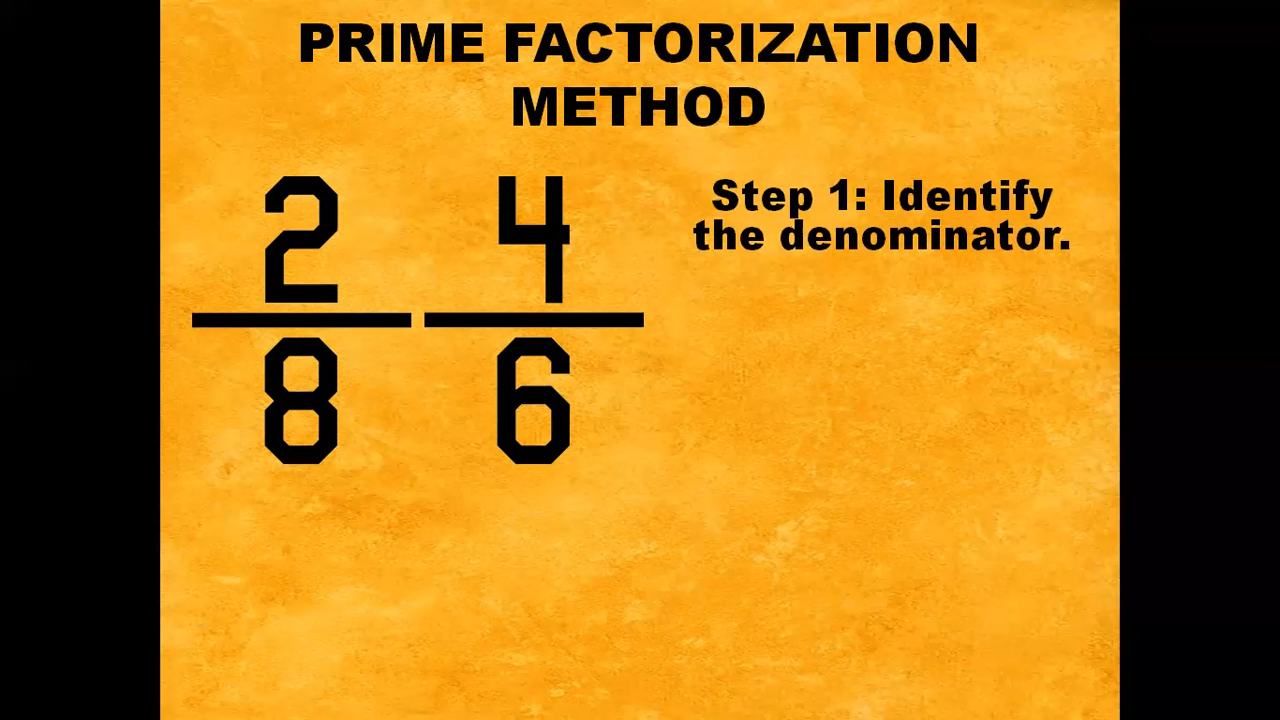 PRIME FACTORIZATION
METHOD
2 4
8 6
Step 1: Identify
the denominator.